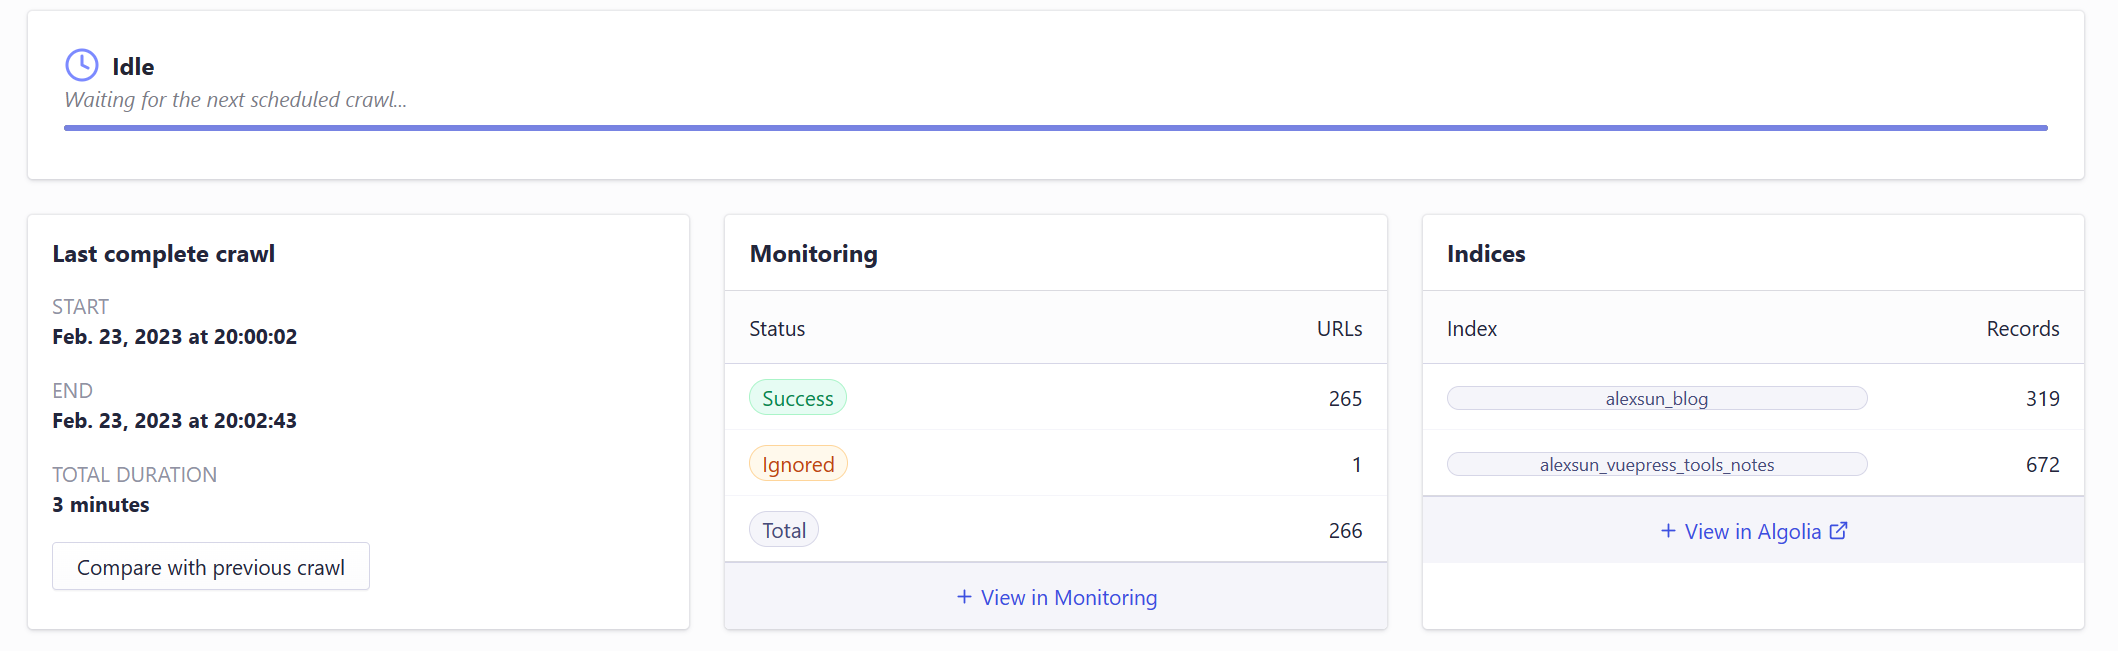 Idle
Waiting for the next scheduled crawl...
Last complete crawl
START
Feb. 23, 2023 at 20:00:02
END
Feb. 23, 2023 at 20:02:43
TOTAL DURATION
3 minutes
Compare with previous crawl
Monitoring
Status URLs
Success 265
Ignored 1
Total 266
+ View in Monitoring
Indices
Index Records
alexsun_blog 319
alexsun_vuepress_tools_notes 672
+ View in Algolia